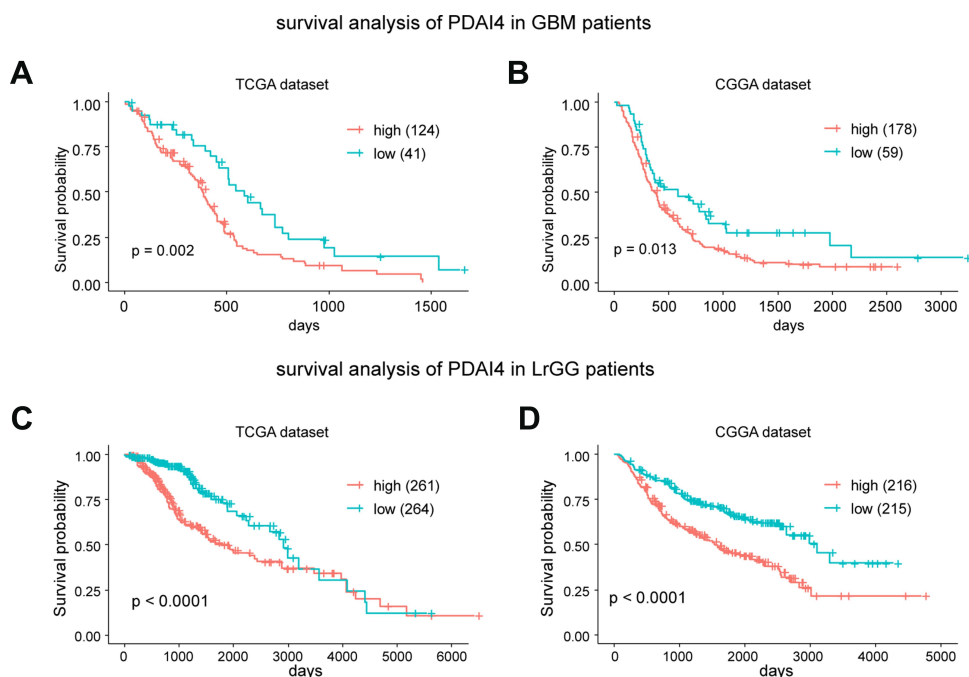 survival analysis of PDAI4 in GBM patients
A
TCGA dataset
1.00
0.75
0.50
0.25
0.00
Survival probability
high (124)
low (41)
p = 0.002
0
500
1000
1500
days
B
CGGA dataset
1.00
0.75
0.50
0.25
0.00
Survival probability
high (178)
low (59)
p = 0.013
0
500
1000
1500
2000
2500
3000
days
survival analysis of PDAI4 in LrGG patients
C
TCGA dataset
1.00
0.75
0.50
0.25
0.00
Survival probability
high (261)
low (264)
p < 0.0001
0
1000
2000
3000
4000
5000
6000
days
D
CGGA dataset
1.00
0.75
0.50
0.25
0.00
Survival probability
high (216)
low (215)
p < 0.0001
0
1000
2000
3000
4000
5000
days